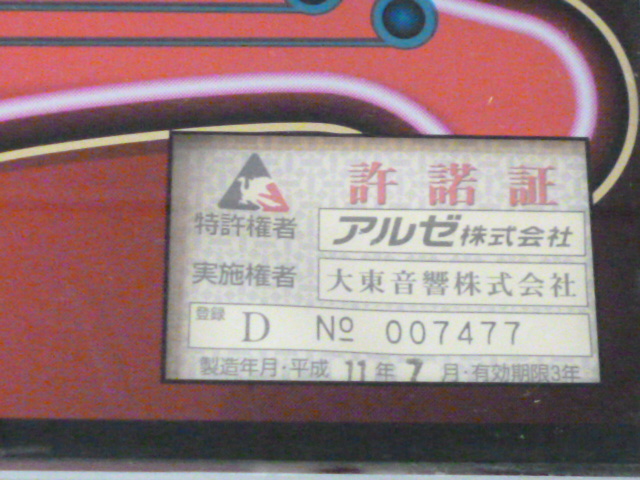 許諾証
特許権者 アルゼ株式会社
実施権者 大東音響株式会社
登録 D No 007477
製造年月・平成 11年 7月・有効期限3年